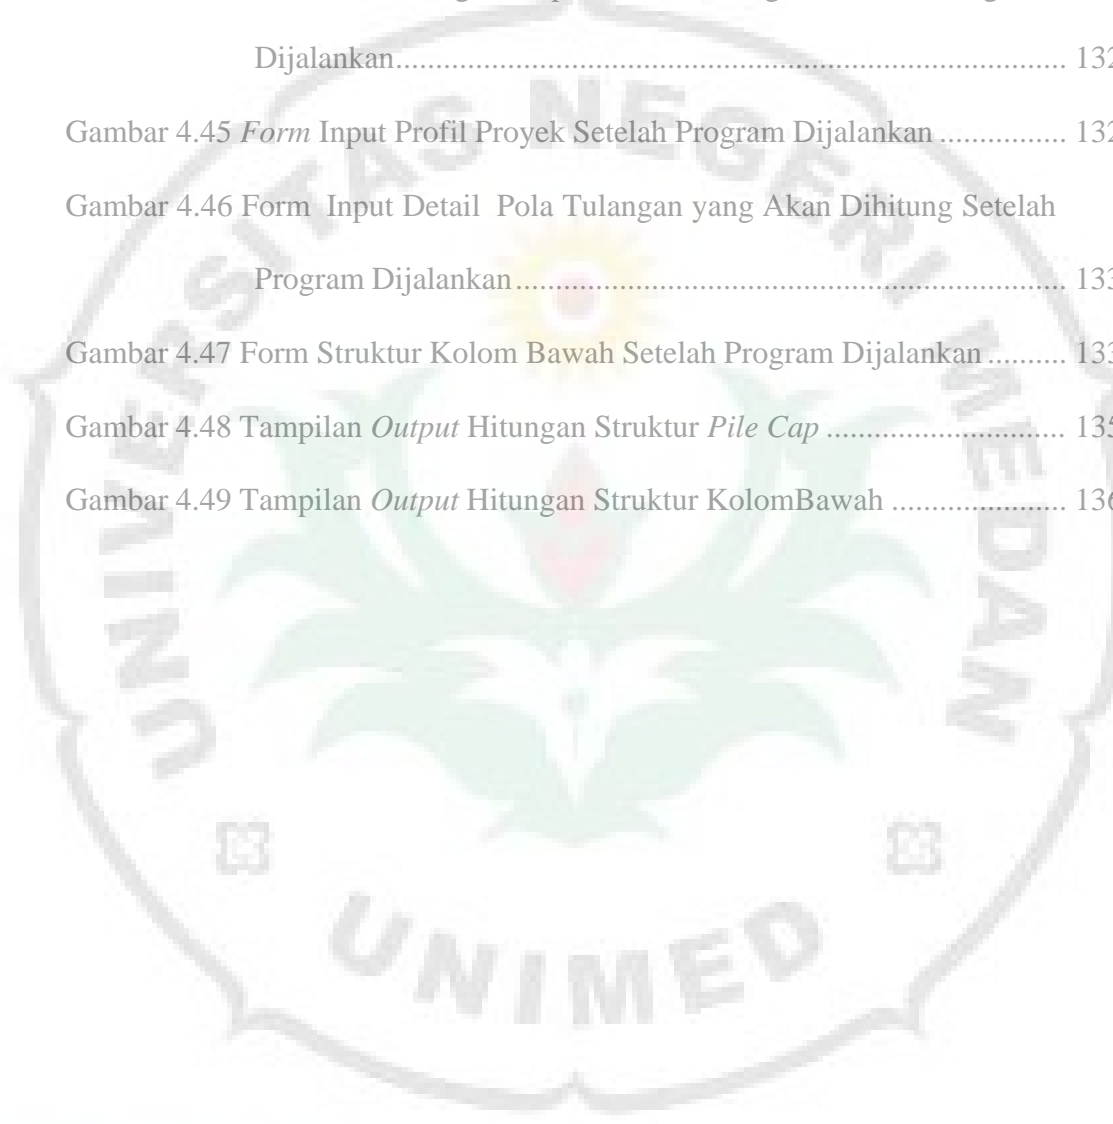 Dijalankan.................................................................................... 132
Gambar 4.45 Form Input Profil Proyek Setelah Program Dijalankan ................ 132
Gambar 4.46 Form Input Detail Pola Tulangan yang Akan Dihitung Setelah
Program Dijalankan..................................................................... 133
Gambar 4.47 Form Struktur Kolom Bawah Setelah Program Dijalankan .......... 133
Gambar 4.48 Tampilan Output Hitungan Struktur Pile Cap .............................. 135
Gambar 4.49 Tampilan Output Hitungan Struktur KolomBawah ...................... 136
UNIVERSITAS NEGERI MEDAN
UNIMED